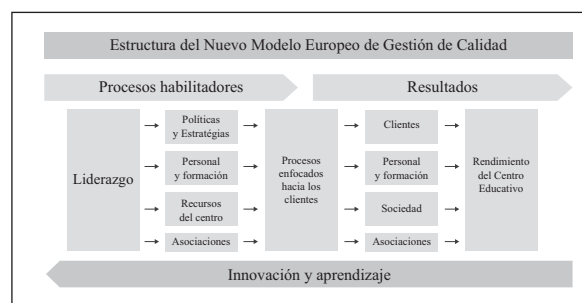 Estructura del Nuevo Modelo Europeo de Gestión de Calidad
Procesos habilitadores
Resultados
Liderazgo
Políticas
y Estratégias
Personal
y formación
Recursos
del centro
Asociaciones
Procesos
enfocados
hacia los
clientes
Clientes
Personal
y formación
Sociedad
Asociaciones
Rendimiento
del Centro
Educativo
Innovación y aprendizaje